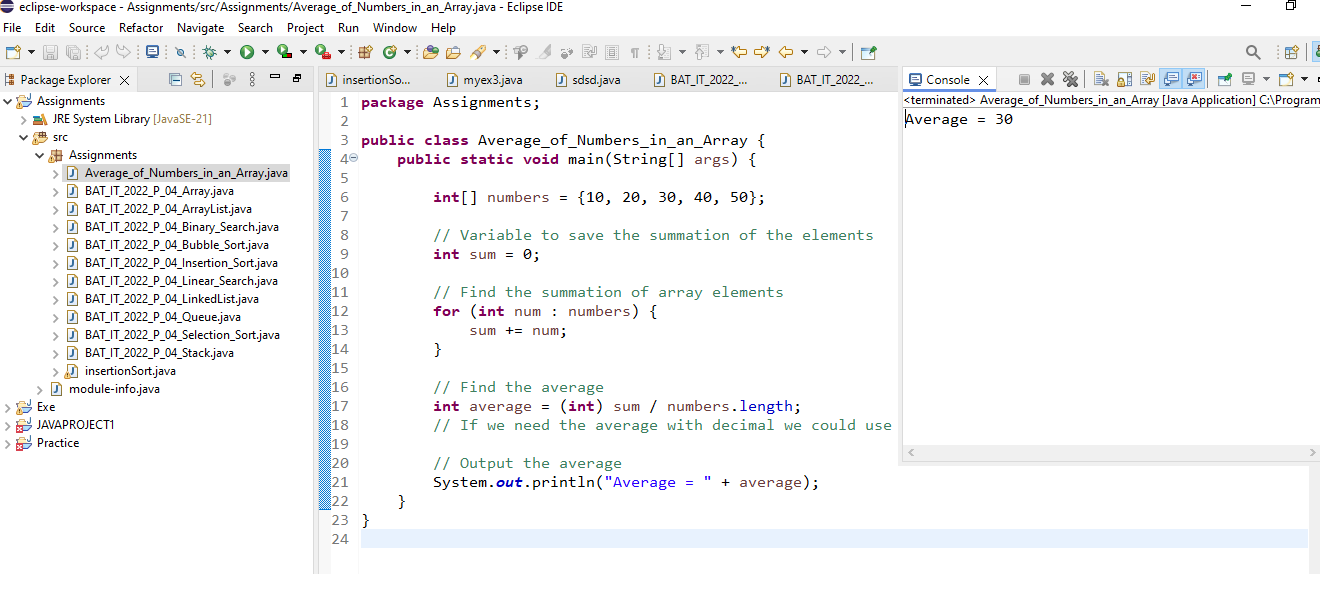 eclipse-workspace - Assignments/src/Assignments/Average_of_Numbers_in_an_Array.java - Eclipse IDE
File Edit Source Refactor Navigate Search Project Run Window Help
Package Explorer
Assignments
JRE System Library [JavaSE-21]
src
Assignments
Average_of_Numbers_in_an_Array.java
BAT_IT_2022_P_04_Array.java
BAT_IT_2022_P_04_ArrayList.java
BAT_IT_2022_P_04_Binary_Search.java
BAT_IT_2022_P_04_Bubble_Sort.java
BAT_IT_2022_P_04_Insertion_Sort.java
BAT_IT_2022_P_04_Linear_Search.java
BAT_IT_2022_P_04_LinkedList.java
BAT_IT_2022_P_04_Queue.java
BAT_IT_2022_P_04_Selection_Sort.java
BAT_IT_2022_P_04_Stack.java
insertionSort.java
module-info.java
Exe
JAVAPROJECT1
Practice
insertionSo... myex3.java sdsd.java BAT_IT_2022_... BAT_IT_2022_...
1 package Assignments;
2
3 public class Average_of_Numbers_in_an_Array {
4 public static void main(String[] args) {
5
6 int[] numbers = {10, 20, 30, 40, 50};
7
8 // Variable to save the summation of the elements
9 int sum = 0;
10
11 // Find the summation of array elements
12 for (int num : numbers) {
13 sum += num;
14 }
15
16 // Find the average
17 int average = (int) sum / numbers.length;
18 // If we need the average with decimal we could use
19
20 // Output the average
21 System.out.println("Average = " + average);
22 }
23 }
24
Console
<terminated> Average_of_Numbers_in_an_Array [Java Application] C:\Program
Average = 30